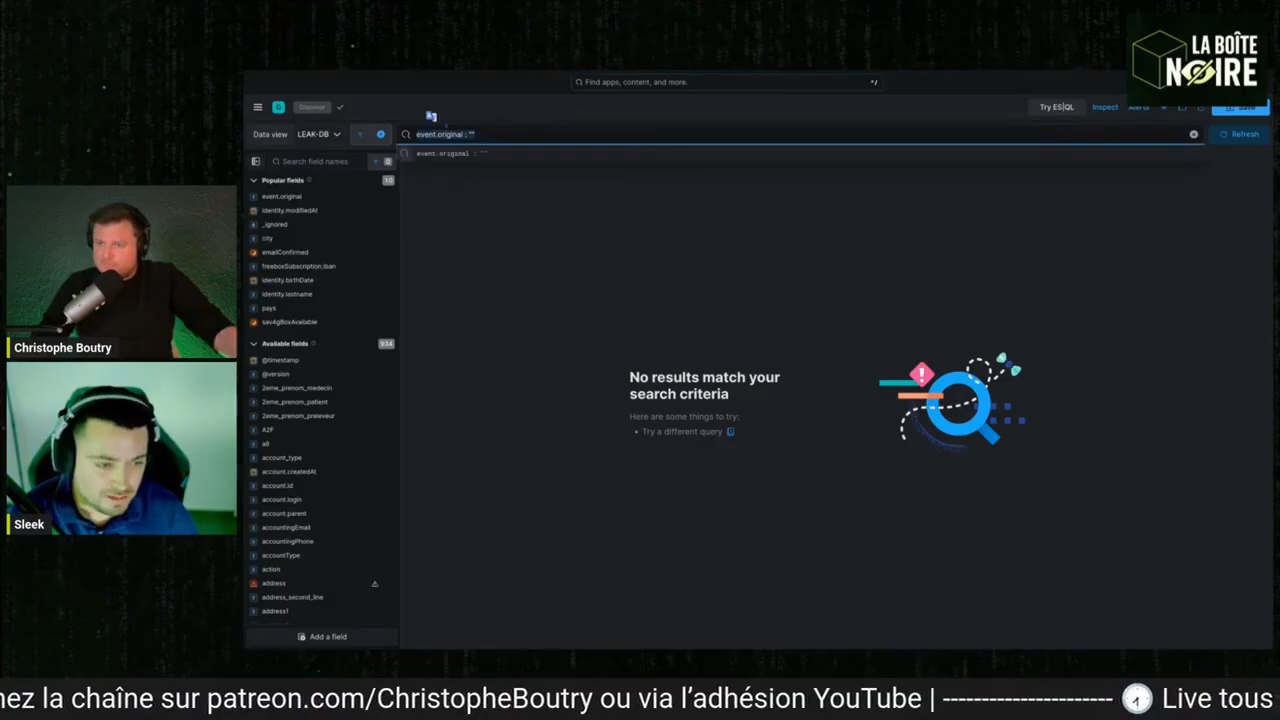 LA BOÎTE
NOIRE
Find apps, content, and more.
Discover
Try ES|QL
Inspect
Alerts
Data view
LEAK-DB
event.original : ""
Refresh
event.original : ""
Search field names
0
Popular fields
10
event.original
identity.modifiedAt
_ignored
city
emailConfirmed
freeboxSubscription.iban
identity.birthDate
identity.lastname
pays
sav4gBoxAvailable
Available fields
934
@timestamp
@version
2eme_prenom_medecin
2eme_prenom_patient
2eme_prenom_preleveur
A2F
a8
account_type
account.createdAt
account.id
account.login
account.parent
accountingEmail
accountingPhone
accountType
action
address
address_second_line
address1
Add a field
No results match your
search criteria
Here are some things to try:
• Try a different query
Christophe Boutry
Sleek
nez la chaîne sur patreon.com/ChristopheBoutry ou via l'adhésion YouTube | -------------------- Live tous